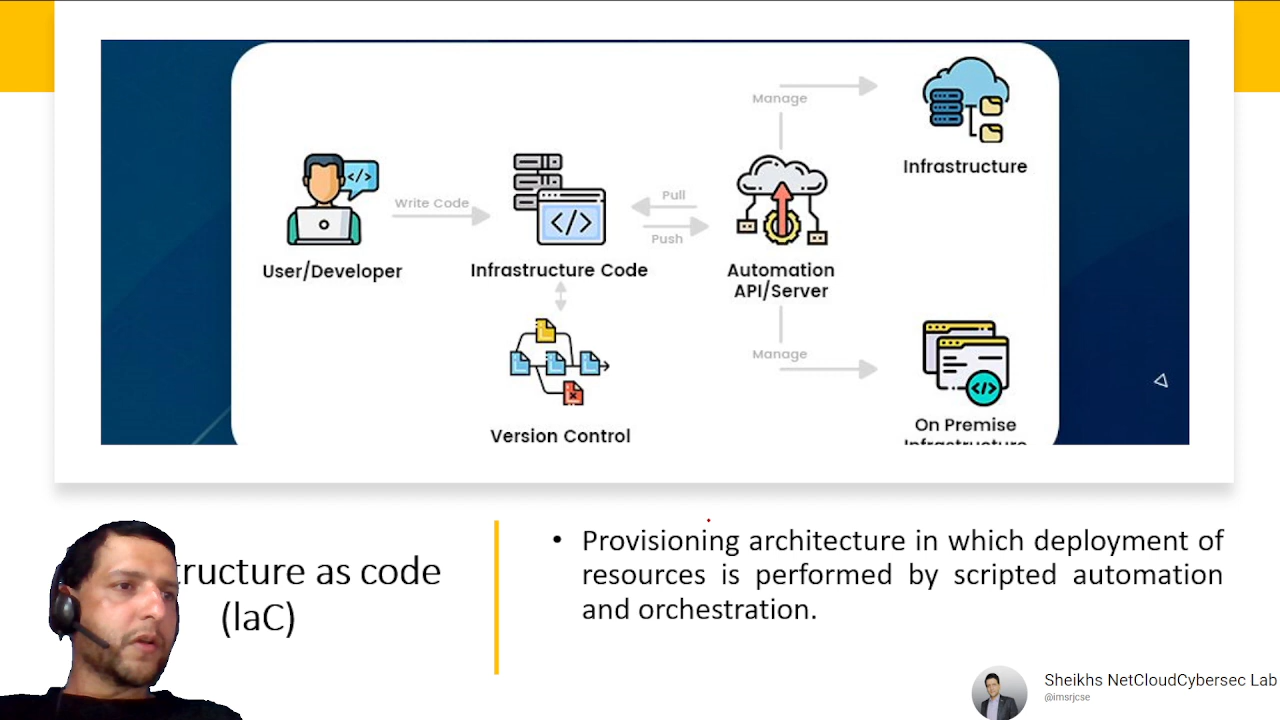 Manage
Infrastructure
</>
Write Code
Pull
Push
</>
User/Developer
Infrastructure Code
Automation
API/Server
Manage
</>
Version Control
On Premise
Infrastructure
ructure as code
(IaC)
• Provisioning architecture in which deployment of
resources is performed by scripted automation
and orchestration.
Sheikhs NetCloudCybersec Lab
@imsrjcse